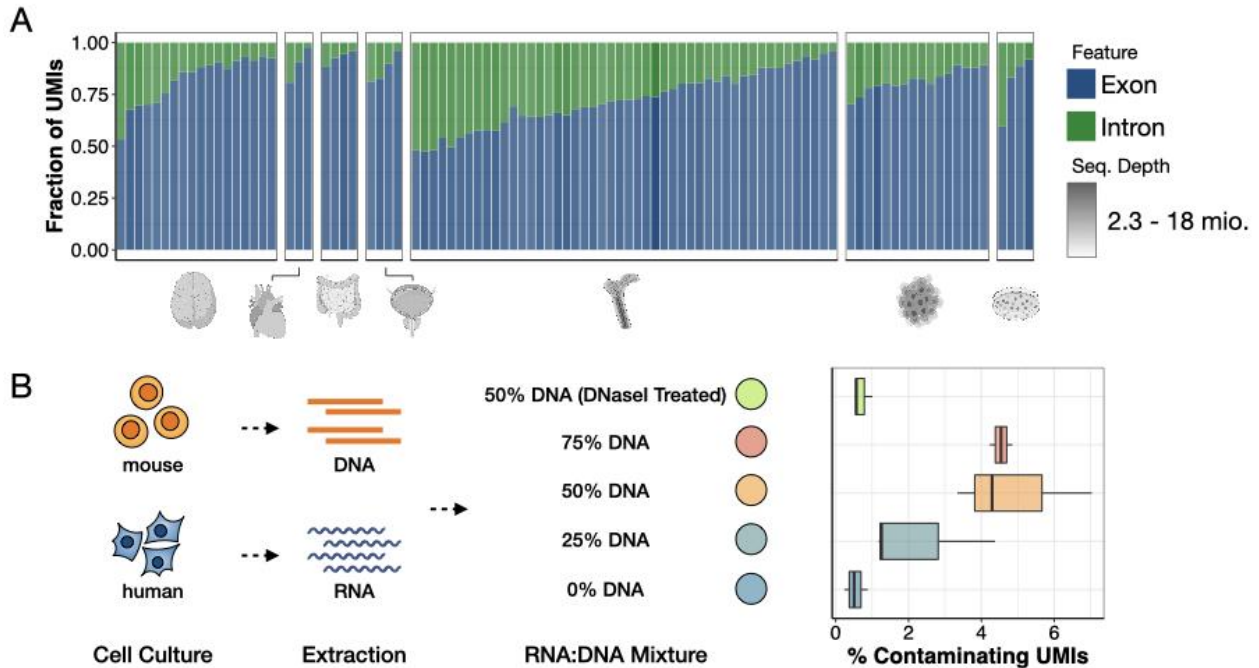 A
Fraction of UMIs
1.00
0.75
0.50
0.25
0.00
Feature
Exon
Intron
Seq. Depth
2.3 - 18 mio.
B
mouse
DNA
human
RNA
Cell Culture
Extraction
RNA:DNA Mixture
50% DNA (DNaseI Treated)
75% DNA
50% DNA
25% DNA
0% DNA
0 2 4 6
% Contaminating UMIs